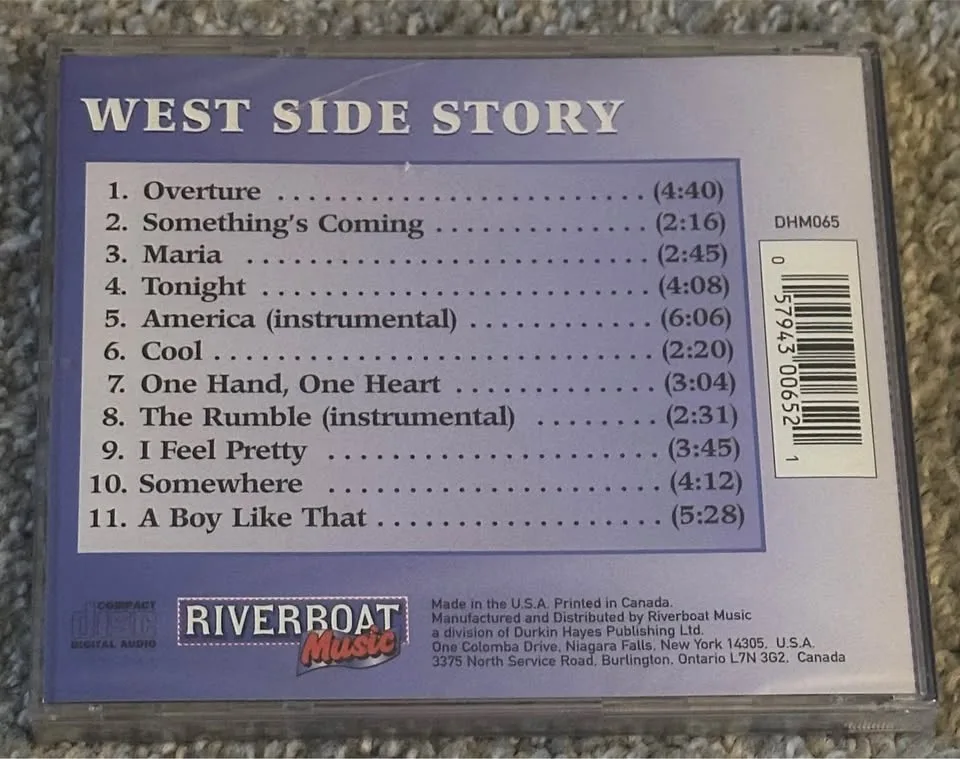 WEST SIDE STORY
1. Overture ........................ (4:40)
2. Something's Coming .............. (2:16)
3. Maria .......................... (2:45)
4. Tonight ......................... (4:08)
5. America (instrumental) ............ (6:06)
6. Cool ............................. (2:20)
7. One Hand, One Heart ............. (3:04)
8. The Rumble (instrumental) ........ (2:31)
9. I Feel Pretty ..................... (3:45)
10. Somewhere ..................... (4:12)
11. A Boy Like That ................... (5:28)
DHM065
0 57943 00652 1
COMPACT
disc
DIGITAL AUDIO
RIVERBOAT
Music
Made in the U.S.A. Printed in Canada.
Manufactured and Distributed by Riverboat Music
a division of Durkin Hayes Publishing Ltd.
One Colomba Drive, Niagara Falls, New York 14305, U.S.A.
3375 North Service Road, Burlington, Ontario L7N 3G2, Canada